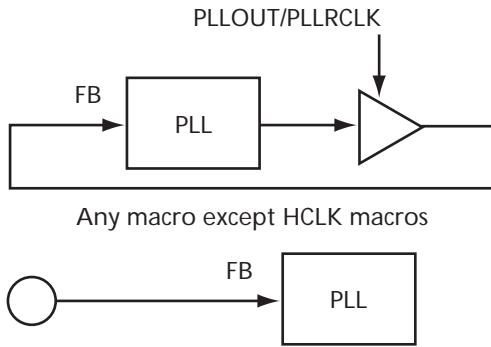 PLLOUT/PLLRCLK
FB
PLL
Any macro except HCLK macros
FB
PLL